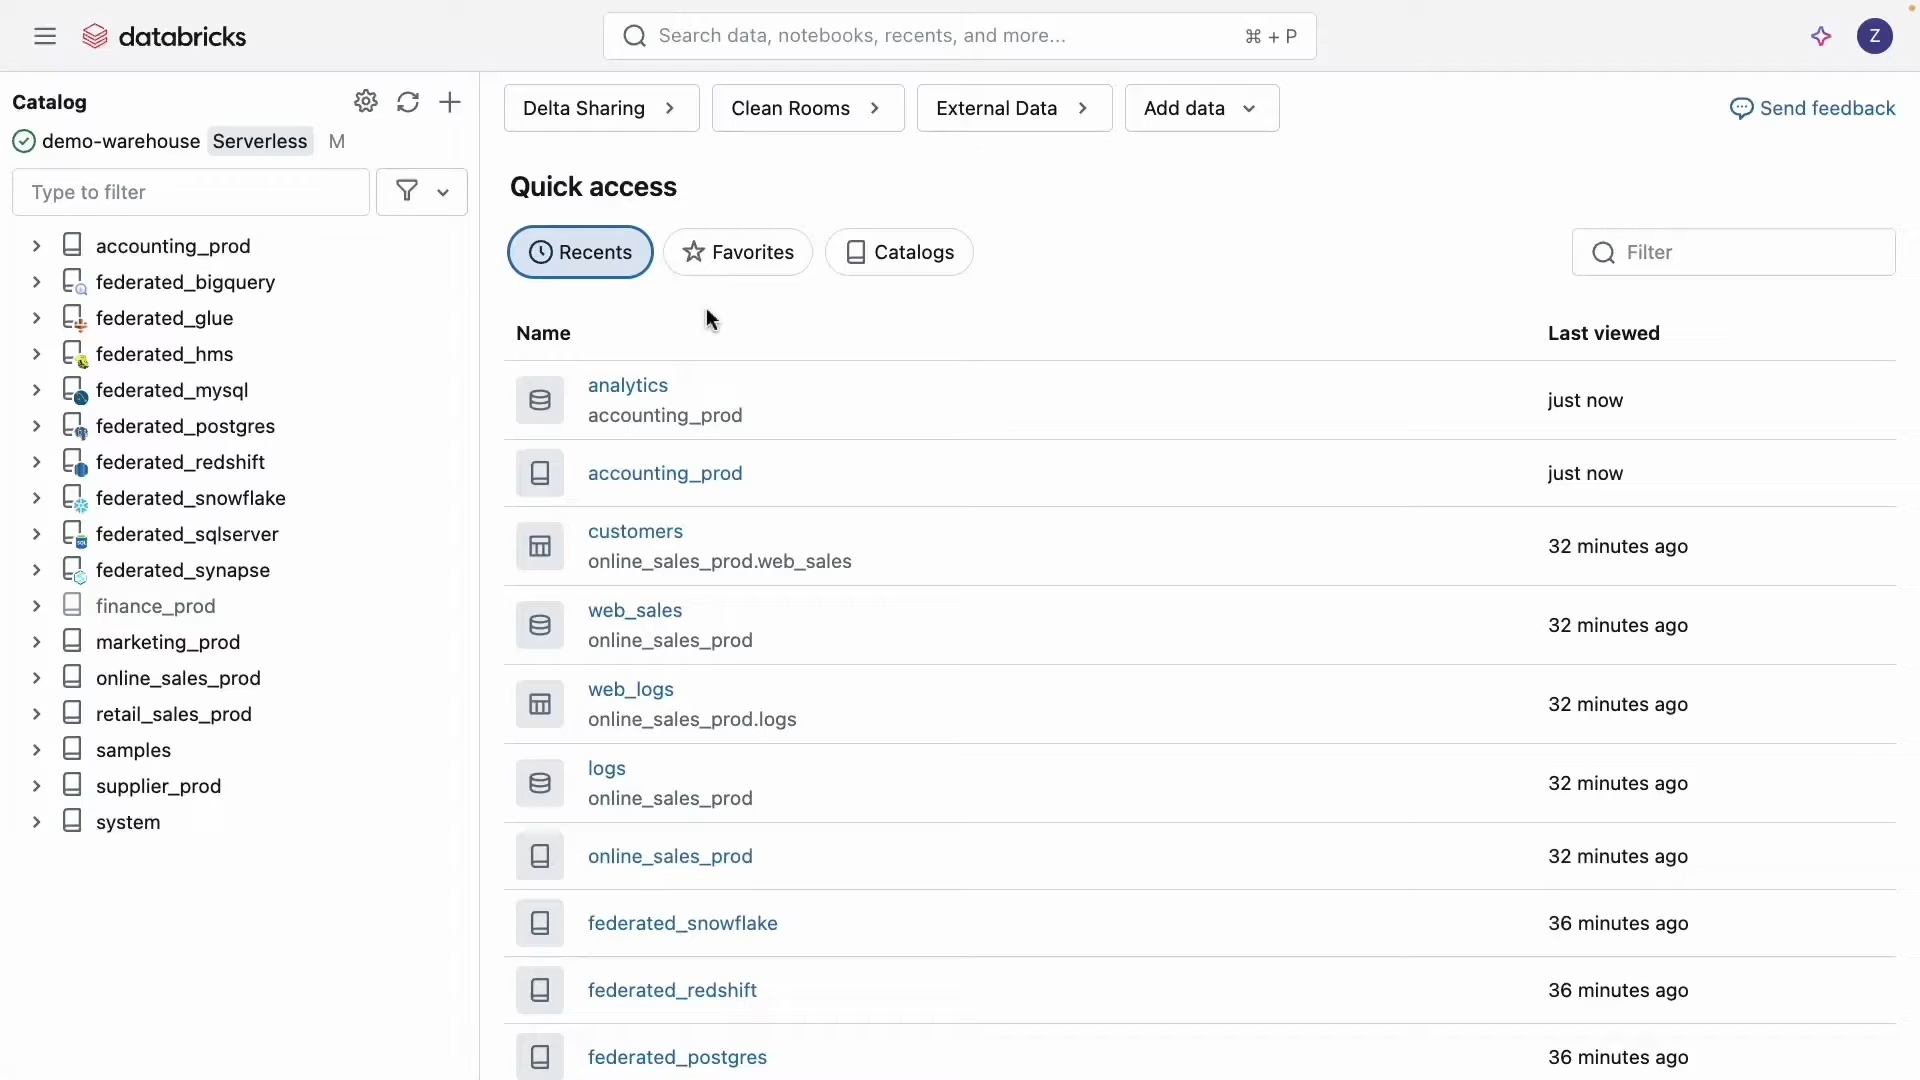 databricks
Search data, notebooks, recents, and more...
⌘ + P
Z
Catalog
demo-warehouse Serverless M
Type to filter
accounting_prod
federated_bigquery
federated_glue
federated_hms
federated_mysql
federated_postgres
federated_redshift
federated_snowflake
federated_sqlserver
federated_synapse
finance_prod
marketing_prod
online_sales_prod
retail_sales_prod
samples
supplier_prod
system
Delta Sharing
Clean Rooms
External Data
Add data
Send feedback
Quick access
Recents
Favorites
Catalogs
Filter
Name
Last viewed
analytics
accounting_prod
just now
accounting_prod
just now
customers
online_sales_prod.web_sales
32 minutes ago
web_sales
online_sales_prod
32 minutes ago
web_logs
online_sales_prod.logs
32 minutes ago
logs
online_sales_prod
32 minutes ago
online_sales_prod
32 minutes ago
federated_snowflake
36 minutes ago
federated_redshift
36 minutes ago
federated_postgres
36 minutes ago